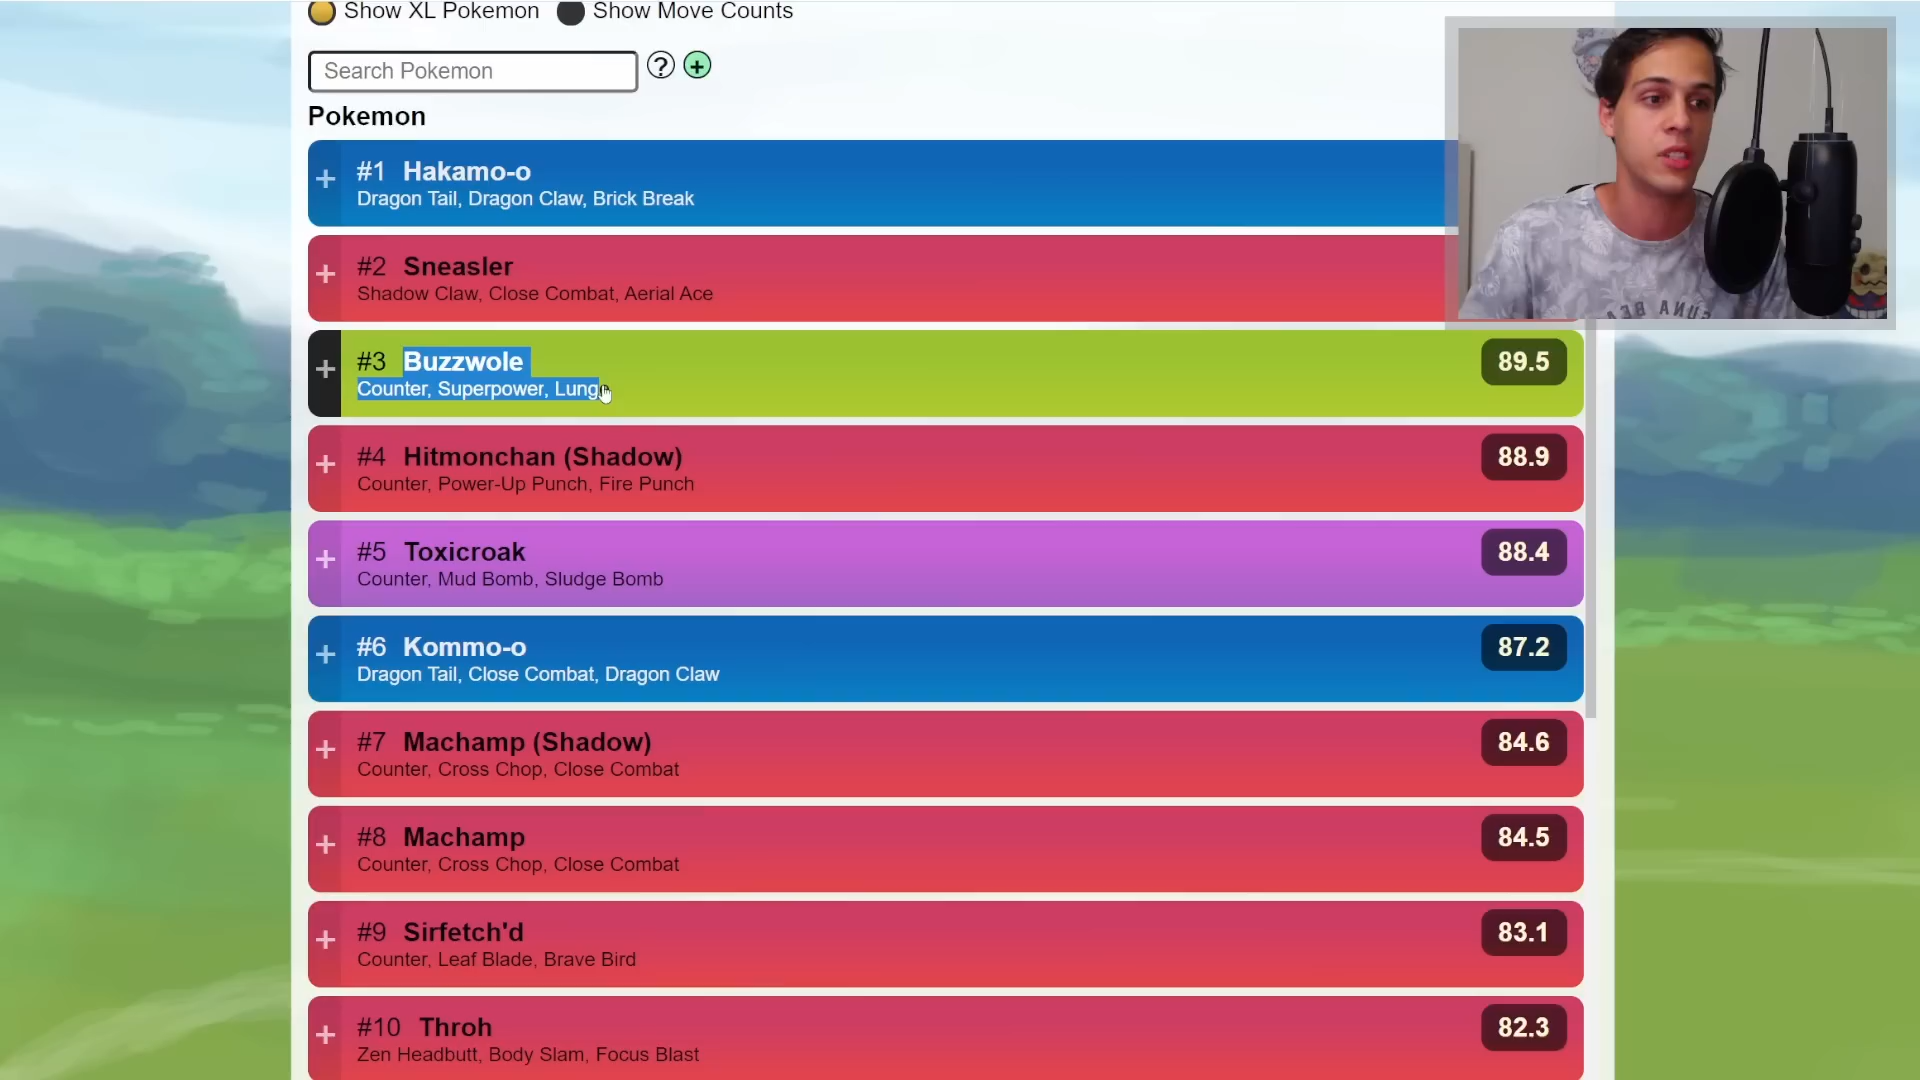 Show XL Pokemon Show Move Counts
Search Pokemon ? +
Pokemon
+ #1 Hakamo-o
Dragon Tail, Dragon Claw, Brick Break
+ #2 Sneasler
Shadow Claw, Close Combat, Aerial Ace
+ #3 Buzzwole 89.5
Counter, Superpower, Lung
+ #4 Hitmonchan (Shadow) 88.9
Counter, Power-Up Punch, Fire Punch
+ #5 Toxicroak 88.4
Counter, Mud Bomb, Sludge Bomb
+ #6 Kommo-o 87.2
Dragon Tail, Close Combat, Dragon Claw
+ #7 Machamp (Shadow) 84.6
Counter, Cross Chop, Close Combat
+ #8 Machamp 84.5
Counter, Cross Chop, Close Combat
+ #9 Sirfetch'd 83.1
Counter, Leaf Blade, Brave Bird
+ #10 Throh 82.3
Zen Headbutt, Body Slam, Focus Blast